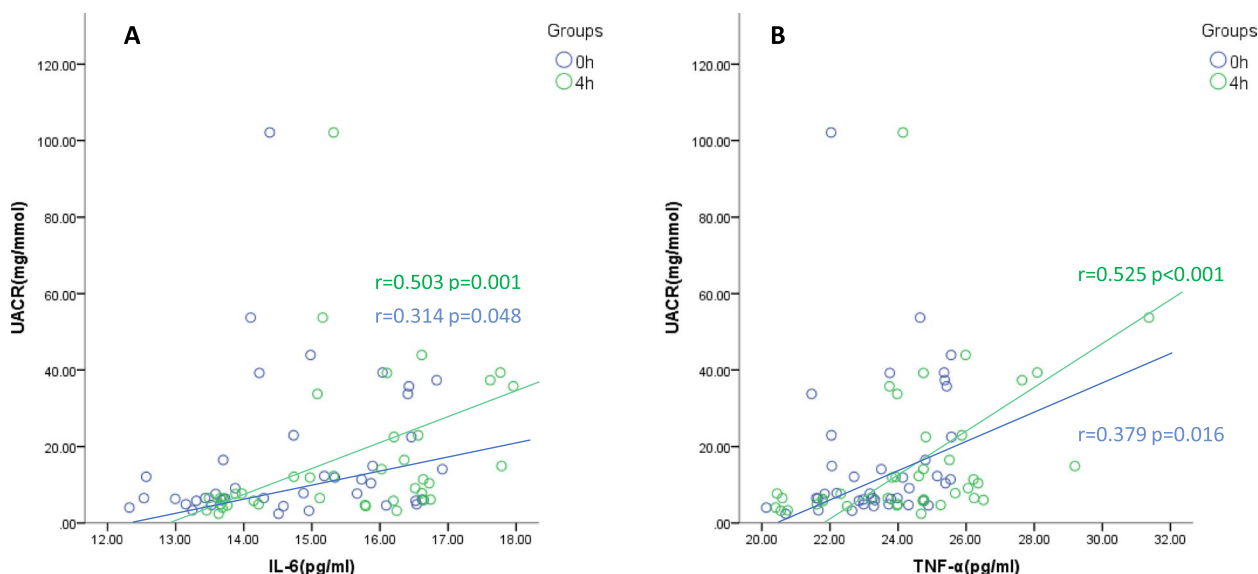 A
Groups
0h
4h
120.00
100.00
80.00
60.00
40.00
20.00
.00
UACR(mg/mmol)
r=0.503 p=0.001
r=0.314 p=0.048
12.00 13.00 14.00 15.00 16.00 17.00 18.00
IL-6(pg/ml)
B
Groups
0h
4h
120.00
100.00
80.00
60.00
40.00
20.00
.00
UACR(mg/mmol)
r=0.525 p<0.001
r=0.379 p=0.016
20.00 22.00 24.00 26.00 28.00 30.00 32.00
TNF-α(pg/ml)